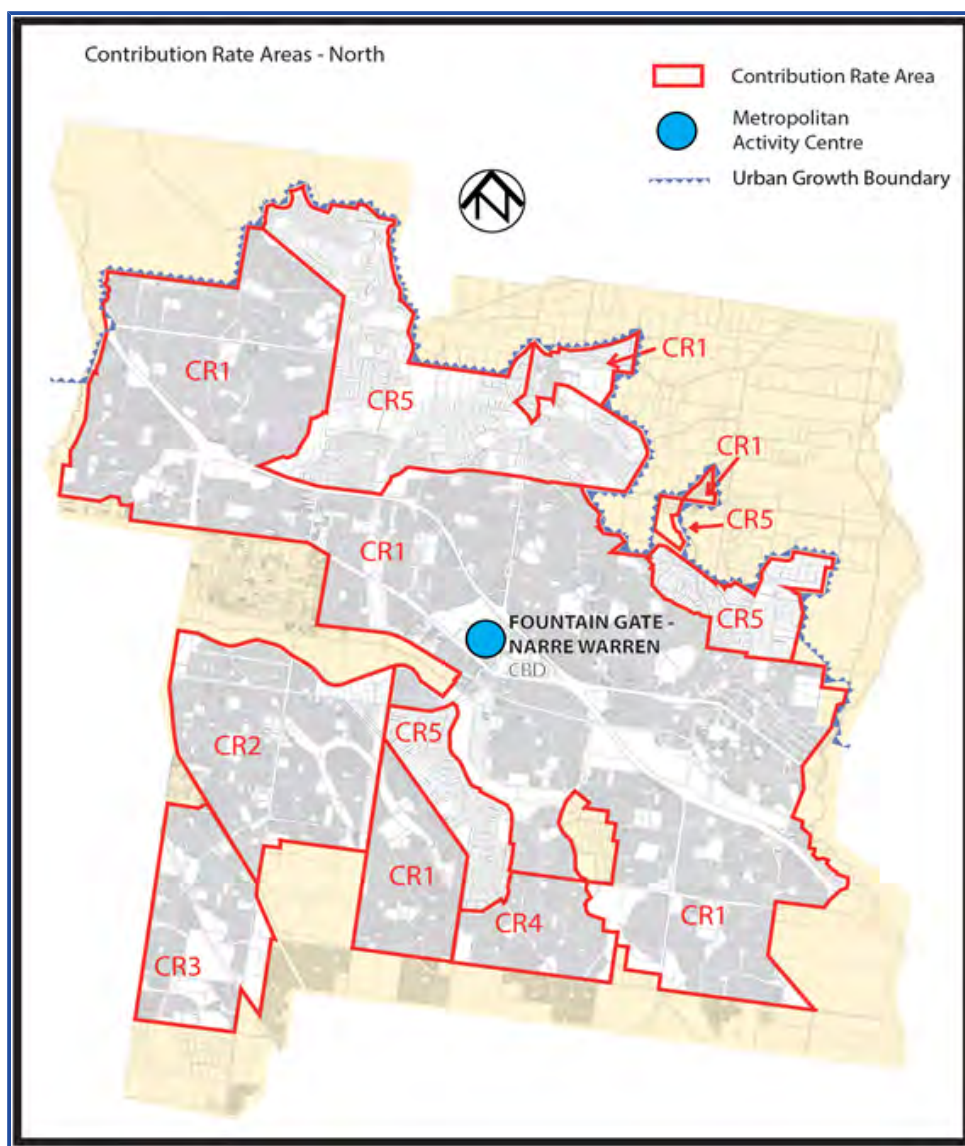 Contribution Rate Areas - North
Contribution Rate Area
Metropolitan
Activity Centre
Urban Growth Boundary
N
CR1
CR1
CR5
CR1
CR5
CR1
CR5
FOUNTAIN GATE -
NARRE WARREN
CBD
CR5
CR2
CR1
CR4
CR1
CR3